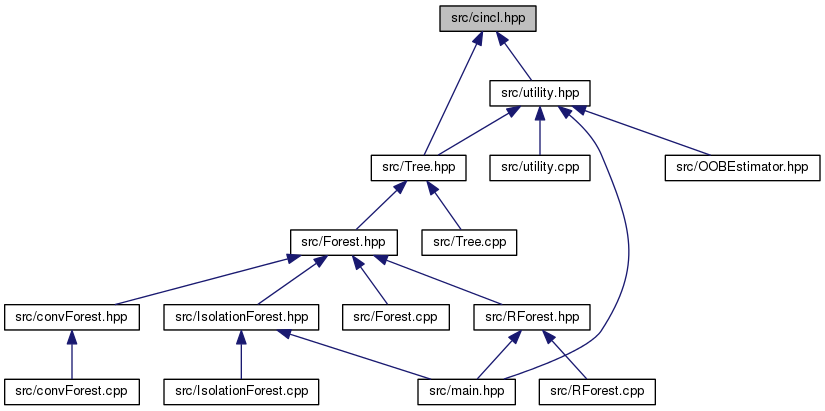 src/cincl.hpp
src/utility.hpp
src/Tree.hpp
src/utility.cpp
src/OOBEstimator.hpp
src/Forest.hpp
src/Tree.cpp
src/convForest.hpp
src/IsolationForest.hpp
src/Forest.cpp
src/RForest.hpp
src/convForest.cpp
src/IsolationForest.cpp
src/main.hpp
src/RForest.cpp